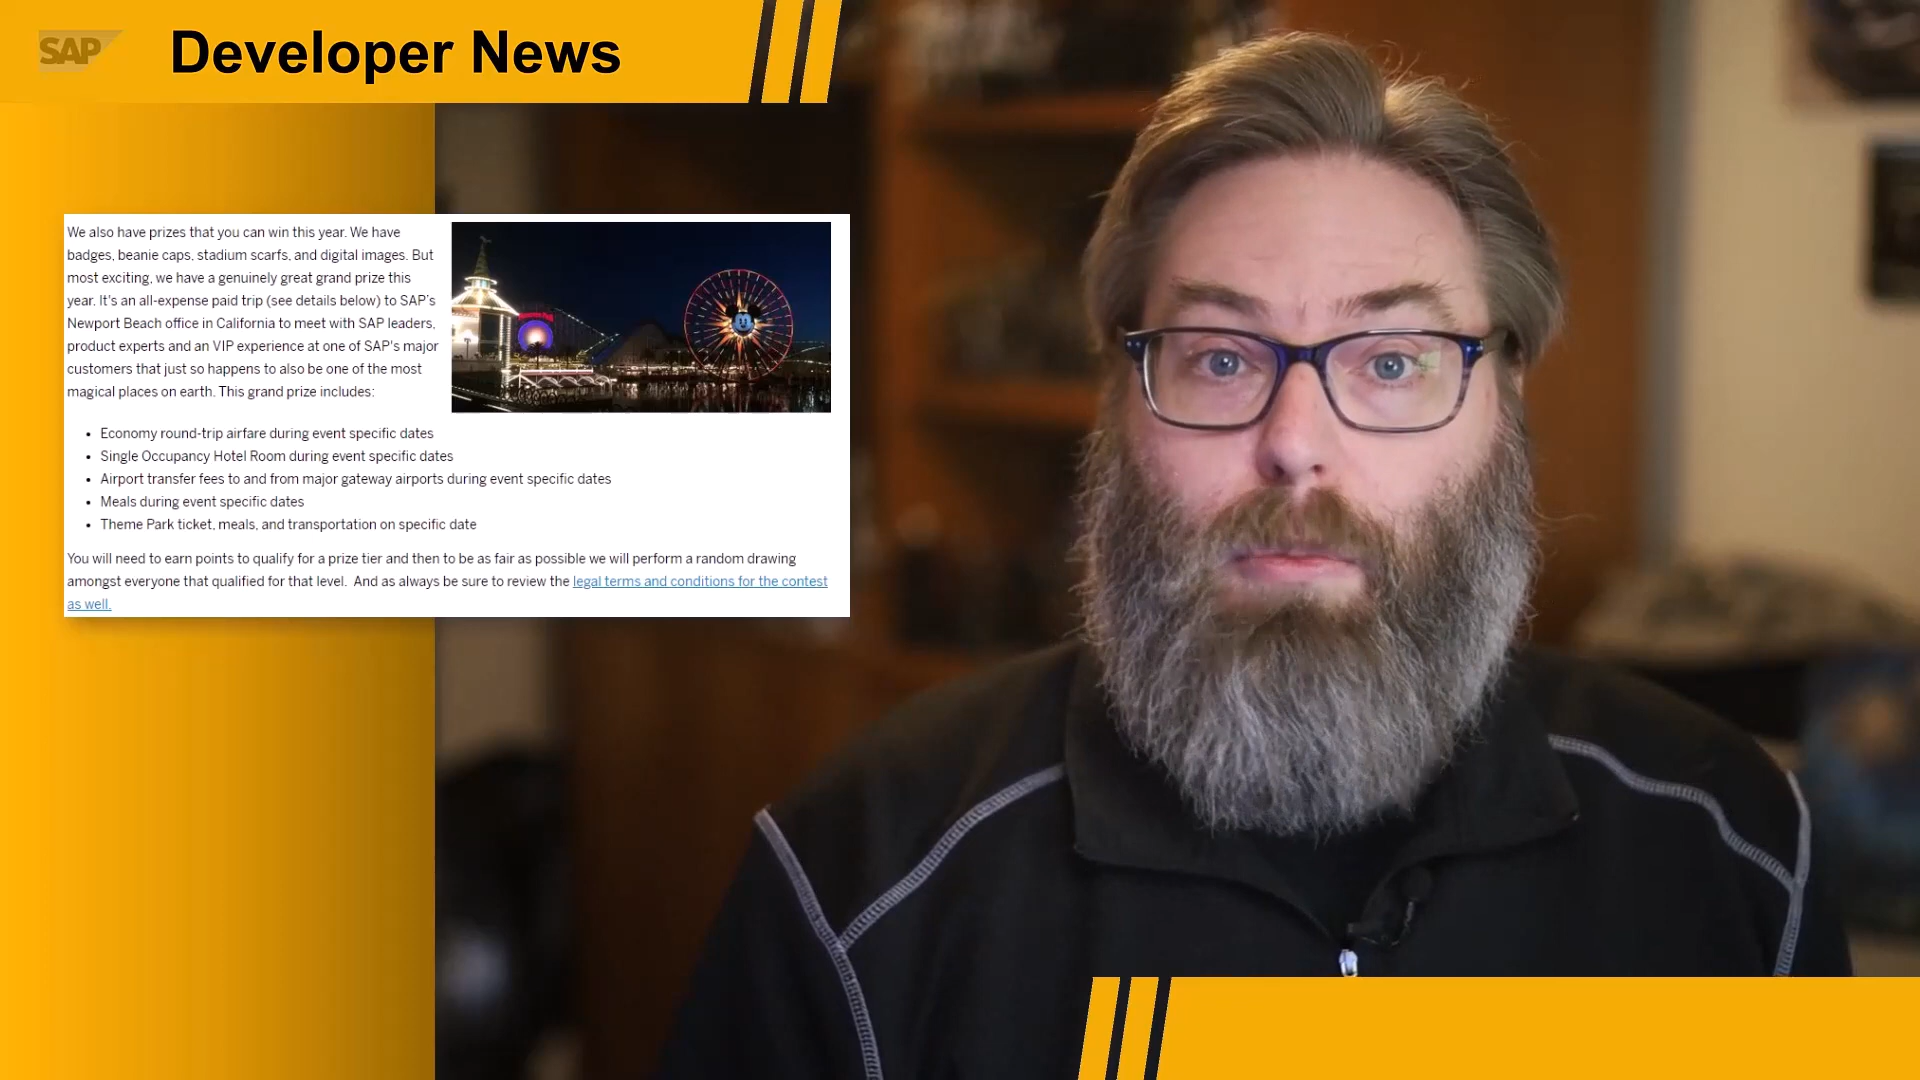 SAP
Developer News
We also have prizes that you can win this year. We have
badges, beanie caps, stadium scarfs, and digital images. But
most exciting, we have a genuinely great grand prize this
year. It's an all-expense paid trip (see details below) to SAP's
Newport Beach office in California to meet with SAP leaders,
product experts and an VIP experience at one of SAP's major
customers that just so happens to also be one of the most
magical places on earth. This grand prize includes:
• Economy round-trip airfare during event specific dates
• Single Occupancy Hotel Room during event specific dates
• Airport transfer fees to and from major gateway airports during event specific dates
• Meals during event specific dates
• Theme Park ticket, meals, and transportation on specific date
You will need to earn points to qualify for a prize tier and then to be as fair as possible we will perform a random drawing
amongst everyone that qualified for that level.  And as always be sure to review the legal terms and conditions for the contest
as well.